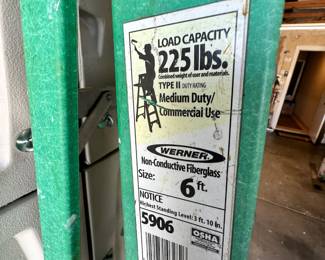 LOAD CAPACITY
225 lbs.
Combined weight of user and materials.
TYPE II DUTY RATING
Medium Duty/
Commercial Use
WERNER
Non-Conductive Fiberglass
Size: 6 ft.
NOTICE
Highest Standing Level: 3 ft. 10 in.
5906
OSHA